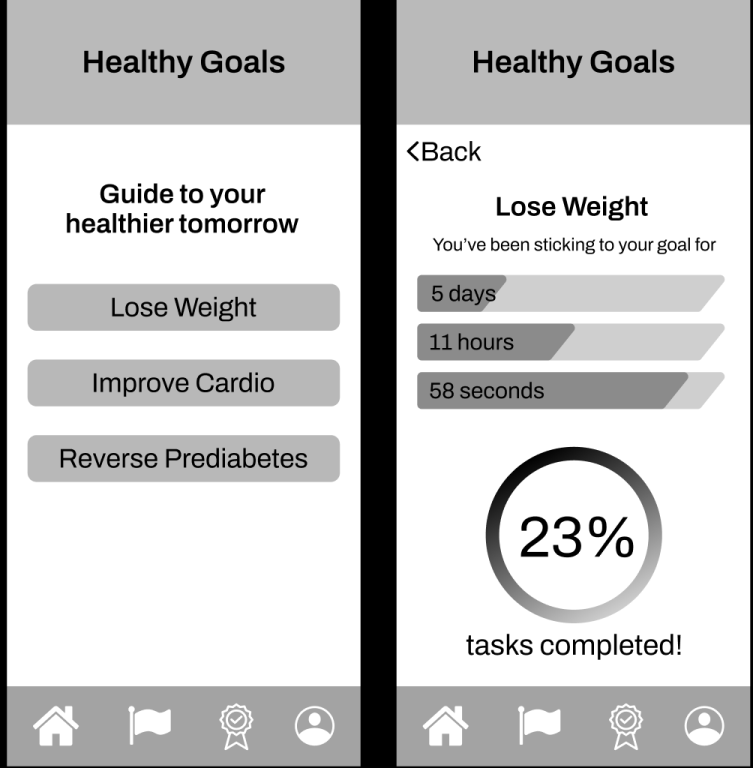 Healthy Goals
Guide to your
healthier tomorrow
Lose Weight
Improve Cardio
Reverse Prediabetes
Healthy Goals
<Back
Lose Weight
You’ve been sticking to your goal for
5 days
11 hours
58 seconds
23%
tasks completed!